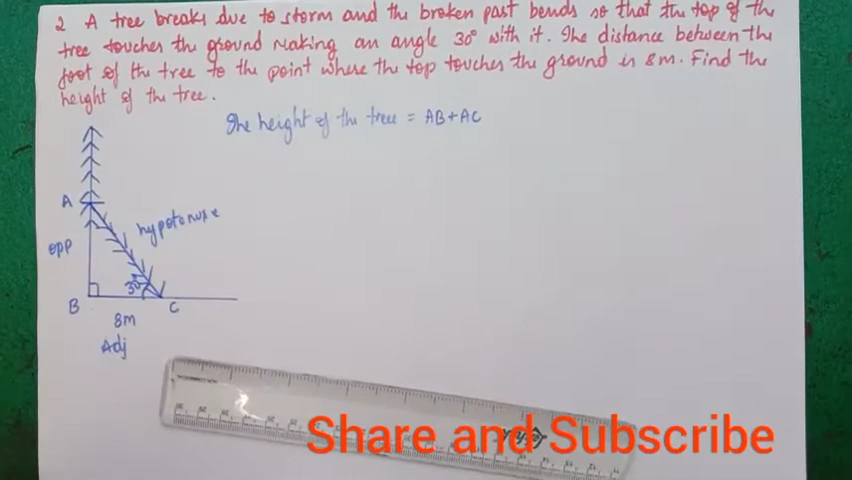 2 A tree breaks due to storm and the broken part bends so that the top of the
tree touches the ground making an angle 30° with it. The distance between the
foot of the tree to the point where the top touches the ground is 8m. Find the
height of the tree.
The height of the tree = AB+AC
A
hypotenuse
opp
30°
B
C
8m
Adj
Share and Subscribe